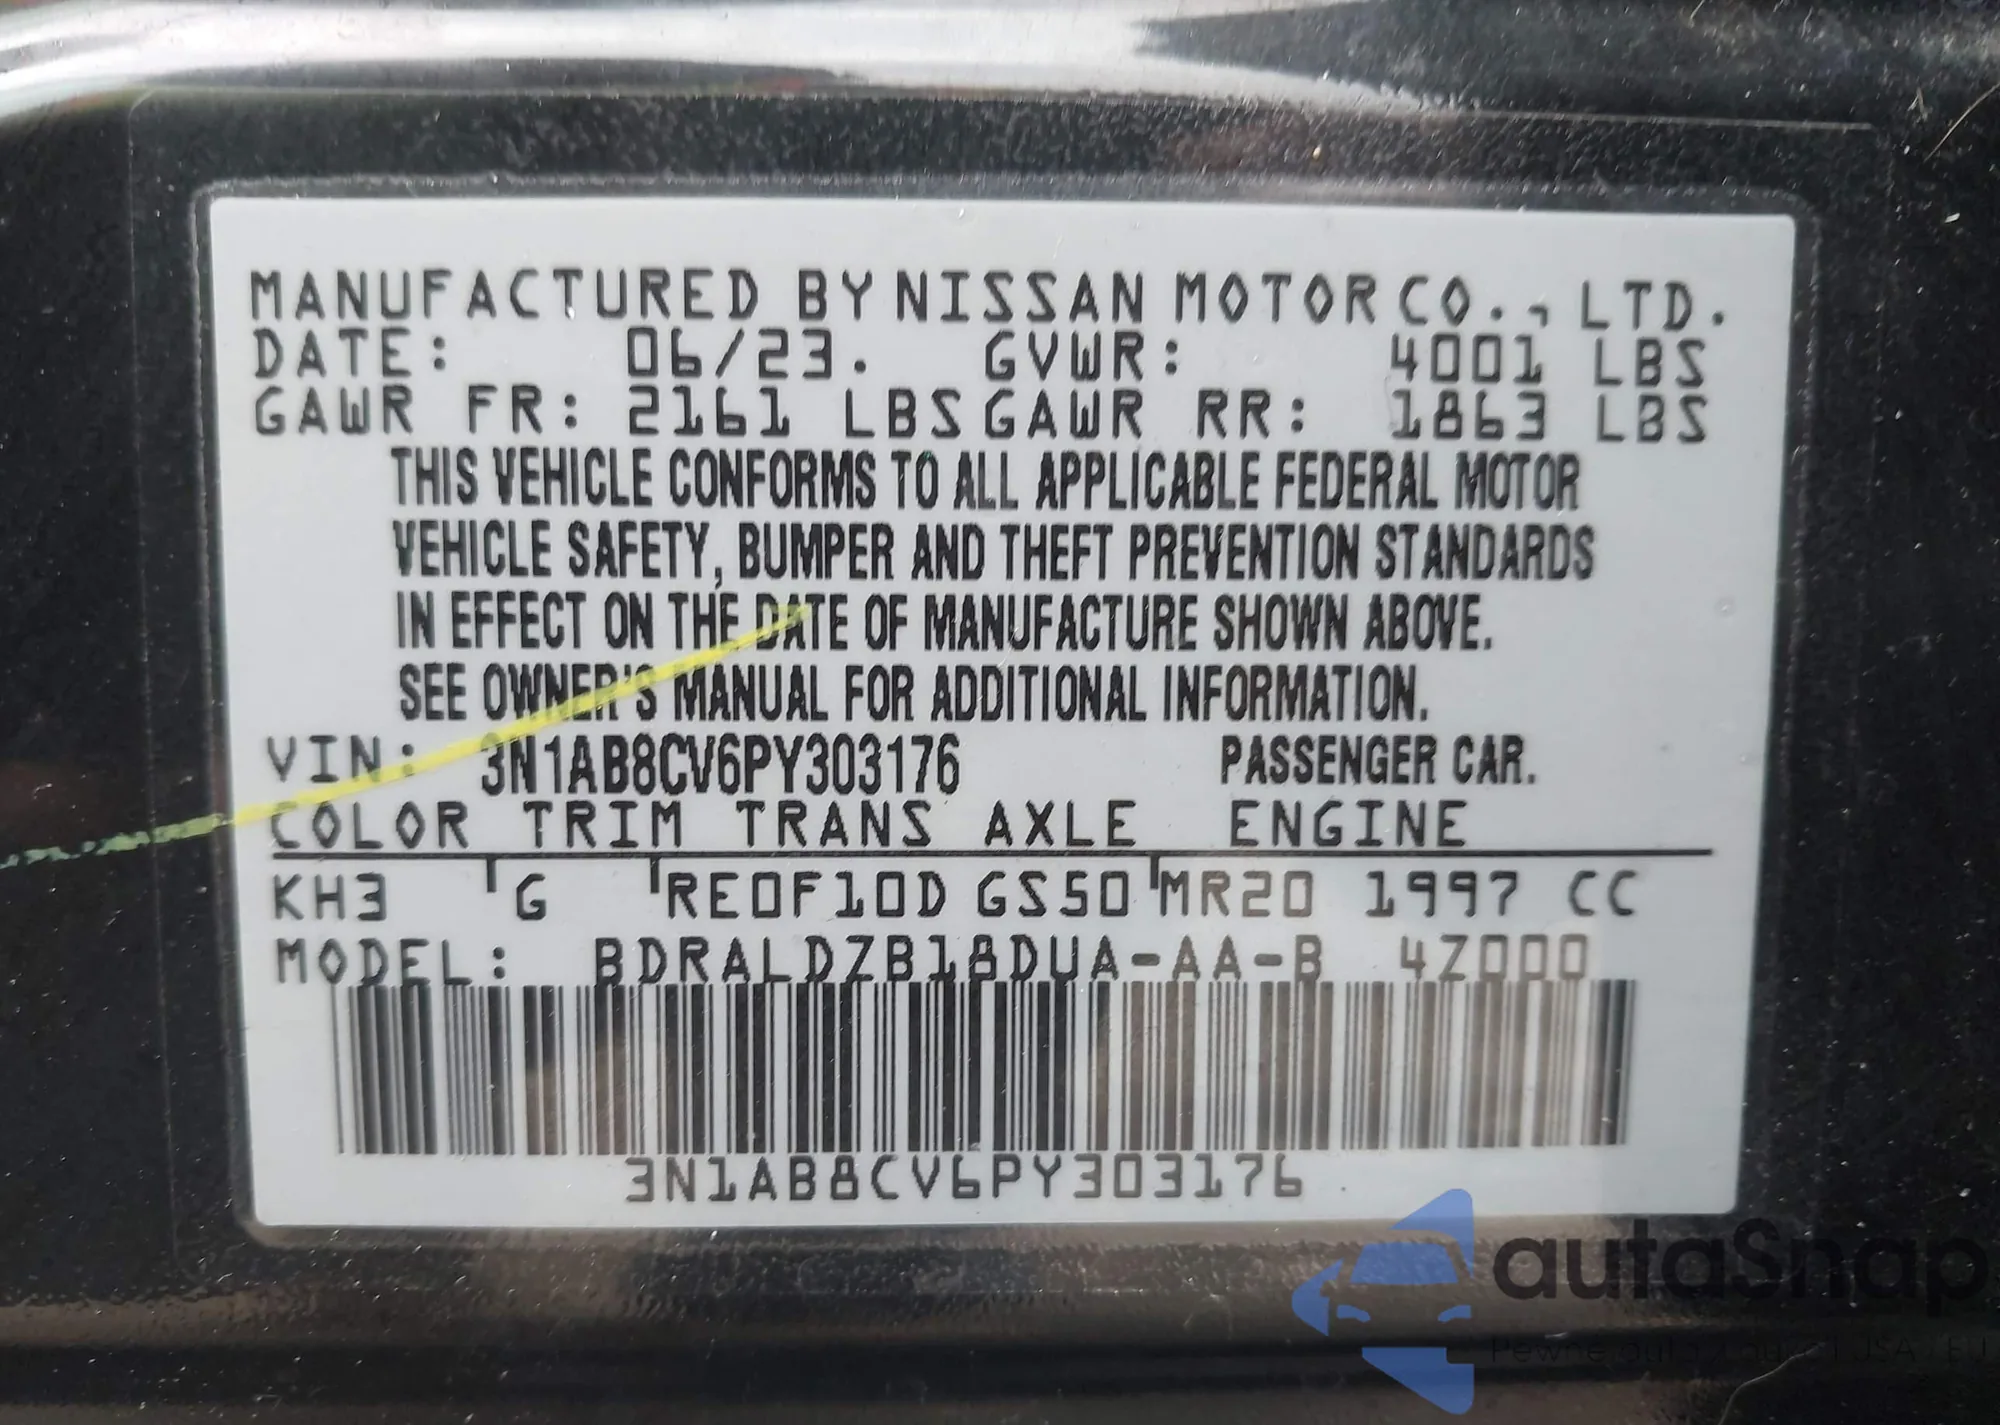 MANUFACTURED BY NISSAN MOTOR CO., LTD.
DATE: 06/23. GVWR: 4001 LBS
GAWR FR: 2161 LBS GAWR RR: 1863 LBS
THIS VEHICLE CONFORMS TO ALL APPLICABLE FEDERAL MOTOR
VEHICLE SAFETY, BUMPER AND THEFT PREVENTION STANDARDS
IN EFFECT ON THE DATE OF MANUFACTURE SHOWN ABOVE.
SEE OWNER'S MANUAL FOR ADDITIONAL INFORMATION.
VIN: 3N1AB8CV6PY303176 PASSENGER CAR.
COLOR TRIM TRANS AXLE ENGINE
KH3 G RE0F10D GS50 MR20 1997 CC
MODEL: BDRALDZB18DUA-AA-B 4Z000
3N1AB8CV6PY303176
autaSnap
USA
EU